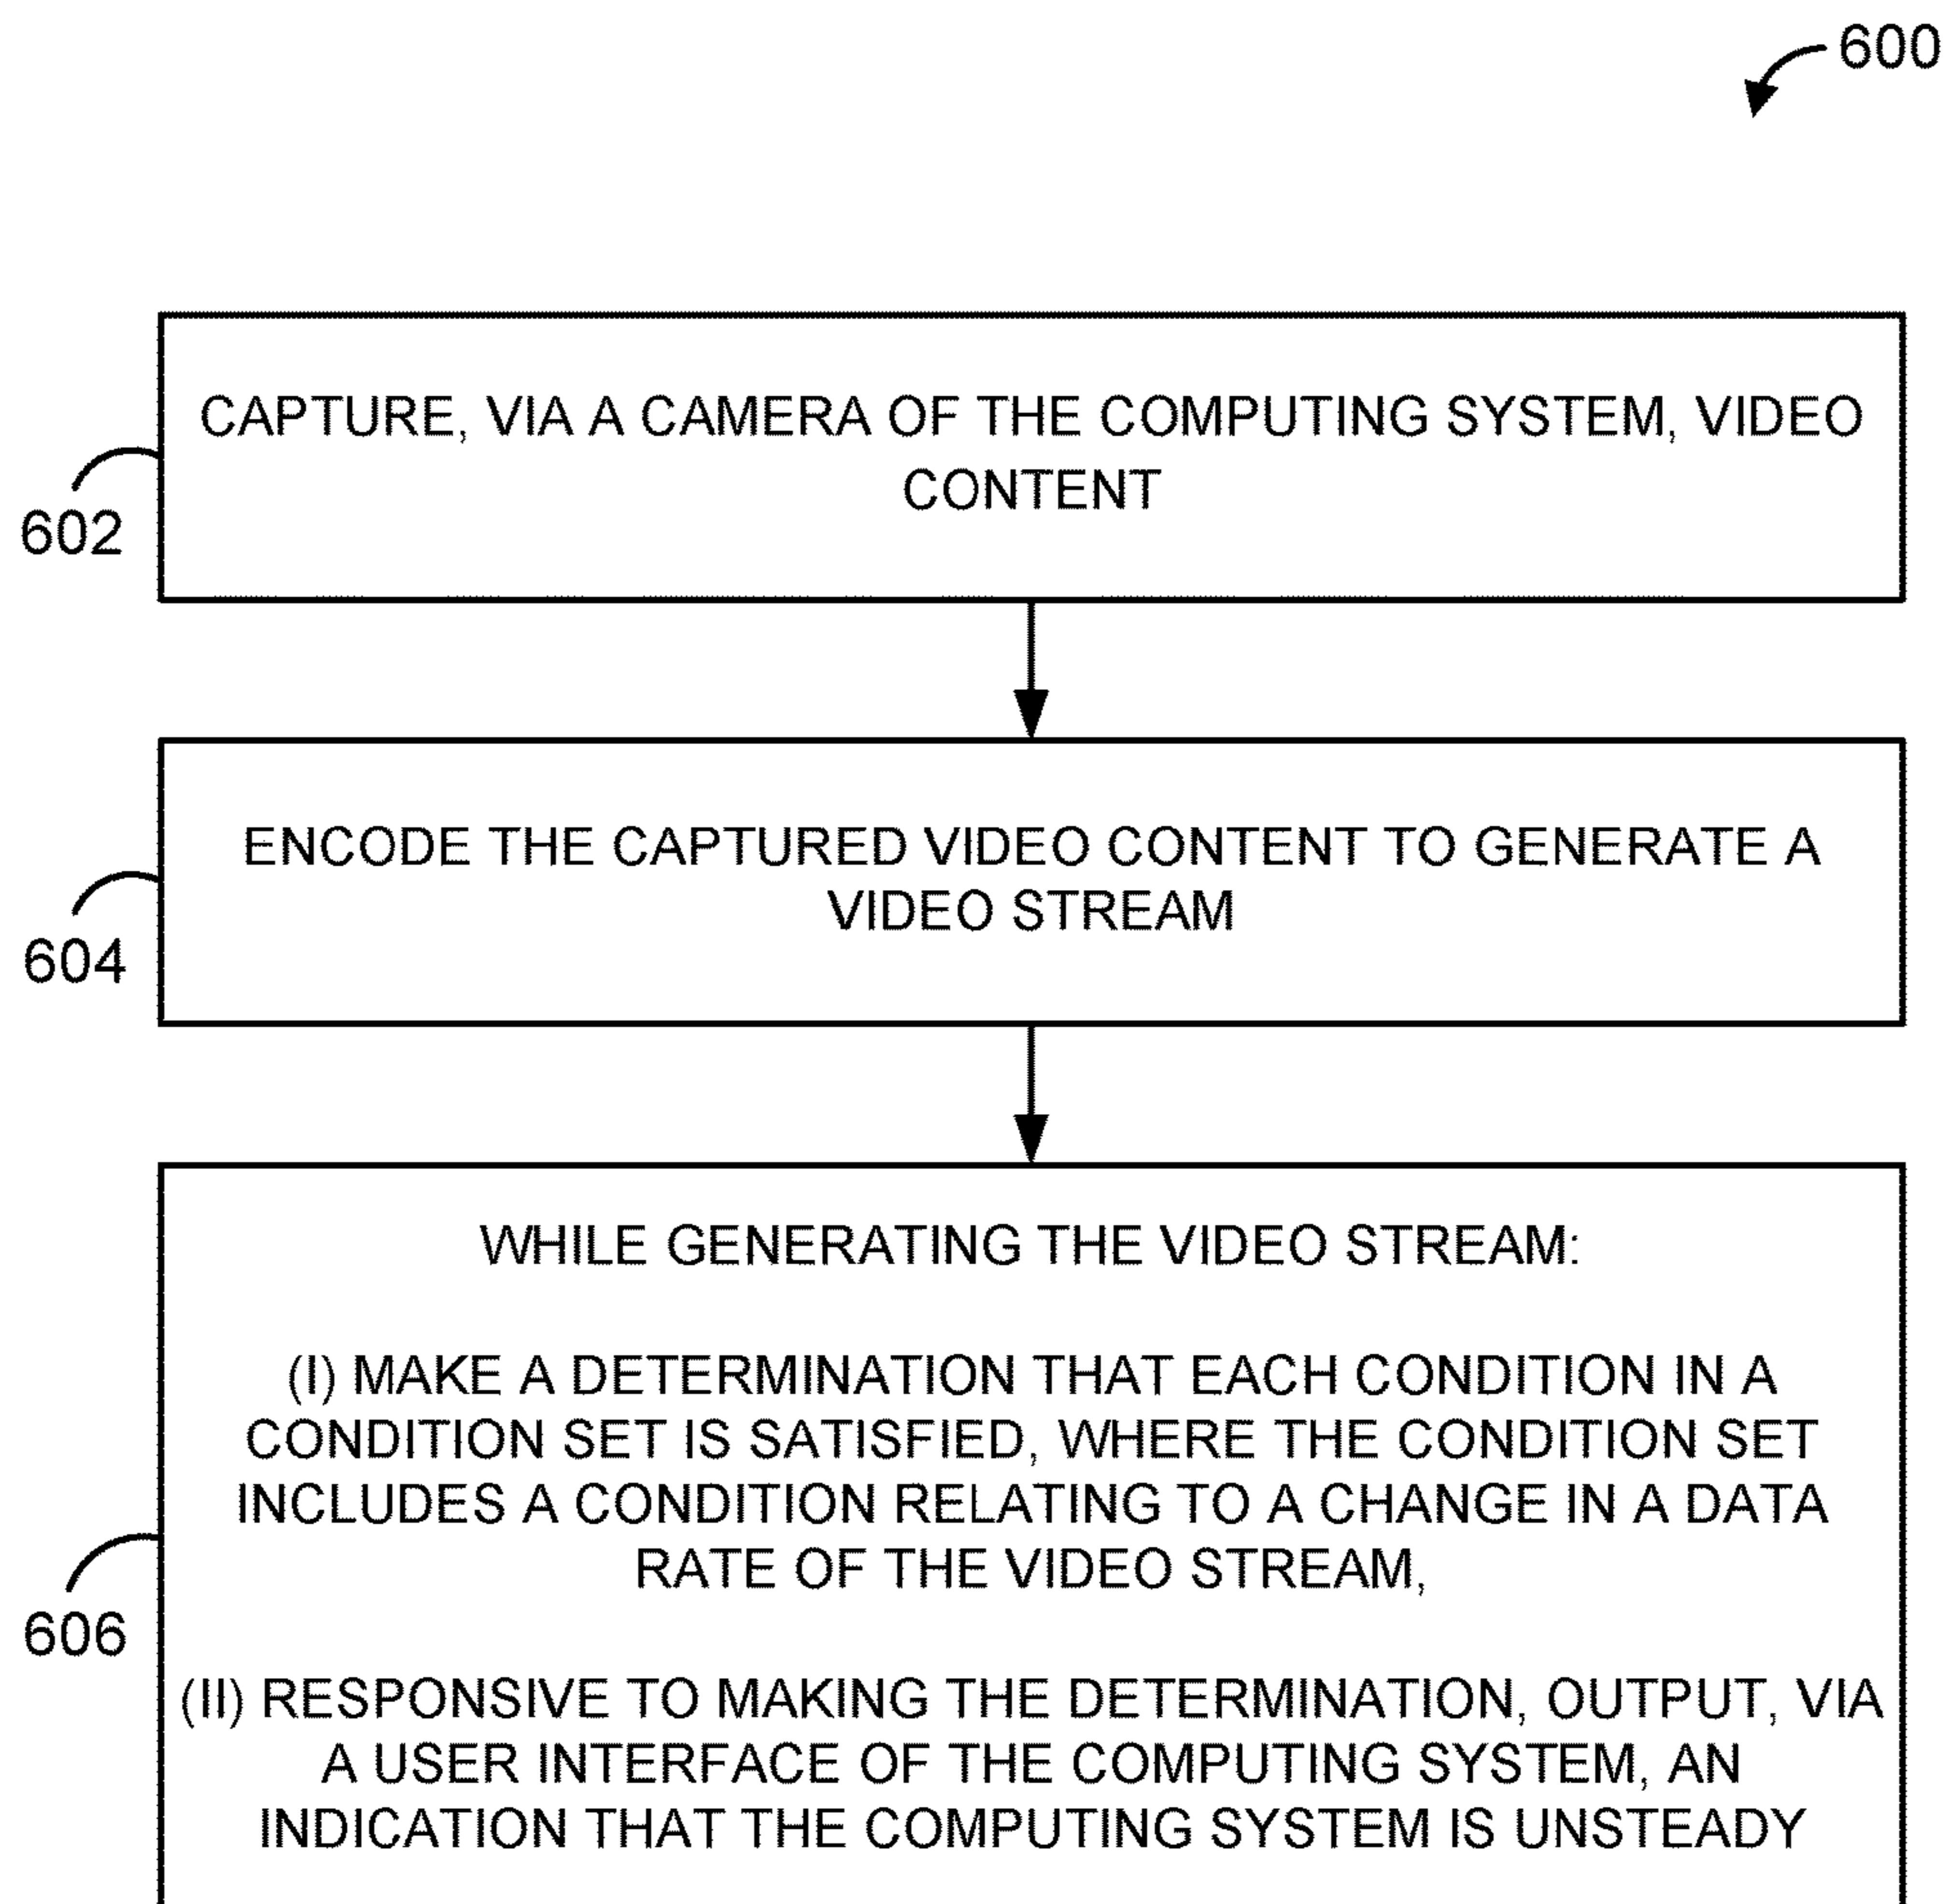 600
CAPTURE, VIA A CAMERA OF THE COMPUTING SYSTEM, VIDEO
CONTENT
602
ENCODE THE CAPTURED VIDEO CONTENT TO GENERATE A
VIDEO STREAM
604
WHILE GENERATING THE VIDEO STREAM:
(I) MAKE A DETERMINATION THAT EACH CONDITION IN A
CONDITION SET IS SATISFIED, WHERE THE CONDITION SET
INCLUDES A CONDITION RELATING TO A CHANGE IN A DATA
RATE OF THE VIDEO STREAM,
606
(II) RESPONSIVE TO MAKING THE DETERMINATION, OUTPUT, VIA
A USER INTERFACE OF THE COMPUTING SYSTEM, AN
INDICATION THAT THE COMPUTING SYSTEM IS UNSTEADY